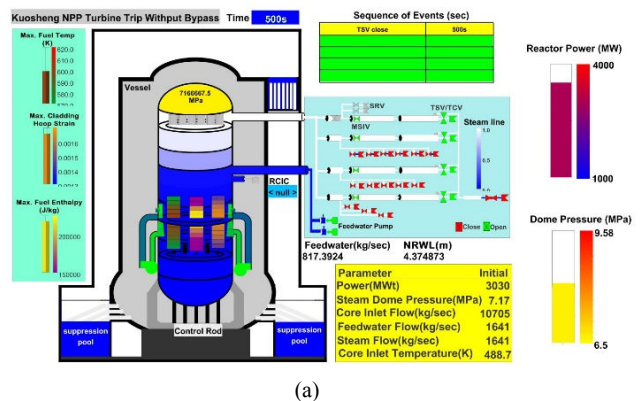 Kuosheng NPP Turbine Trip Withput Bypass
Time 500s
Sequence of Events (sec)
TSV close 500s
Max. Fuel Temp
(K)
620.0
610.0
600.0
590.0
580.0
Max. Cladding
Hoop Strain
0.0016
0.0014
0.0013
Max. Fuel Enthalpy
(J/kg)
200000
150000
Vessel
7166667.5
MPa
RCIC
< null >
SRV
MSIV
TSV/TCV
Steam line
1.0
Feedwater Pump
Close
Open
Feedwater(kg/sec)
817.3924
NRWL(m)
4.374873
suppression
pool
Control Rod
suppression
pool
Parameter Initial
Power(MWt) 3030
Steam Dome Pressure(MPa) 7.17
Core Inlet Flow(kg/sec) 10705
Feedwater Flow(kg/sec) 1641
Steam Flow(kg/sec) 1641
Core Inlet Temperature(K) 488.7
Reactor Power (MW)
4000
1000
Dome Pressure (MPa)
9.58
6.5
(a)